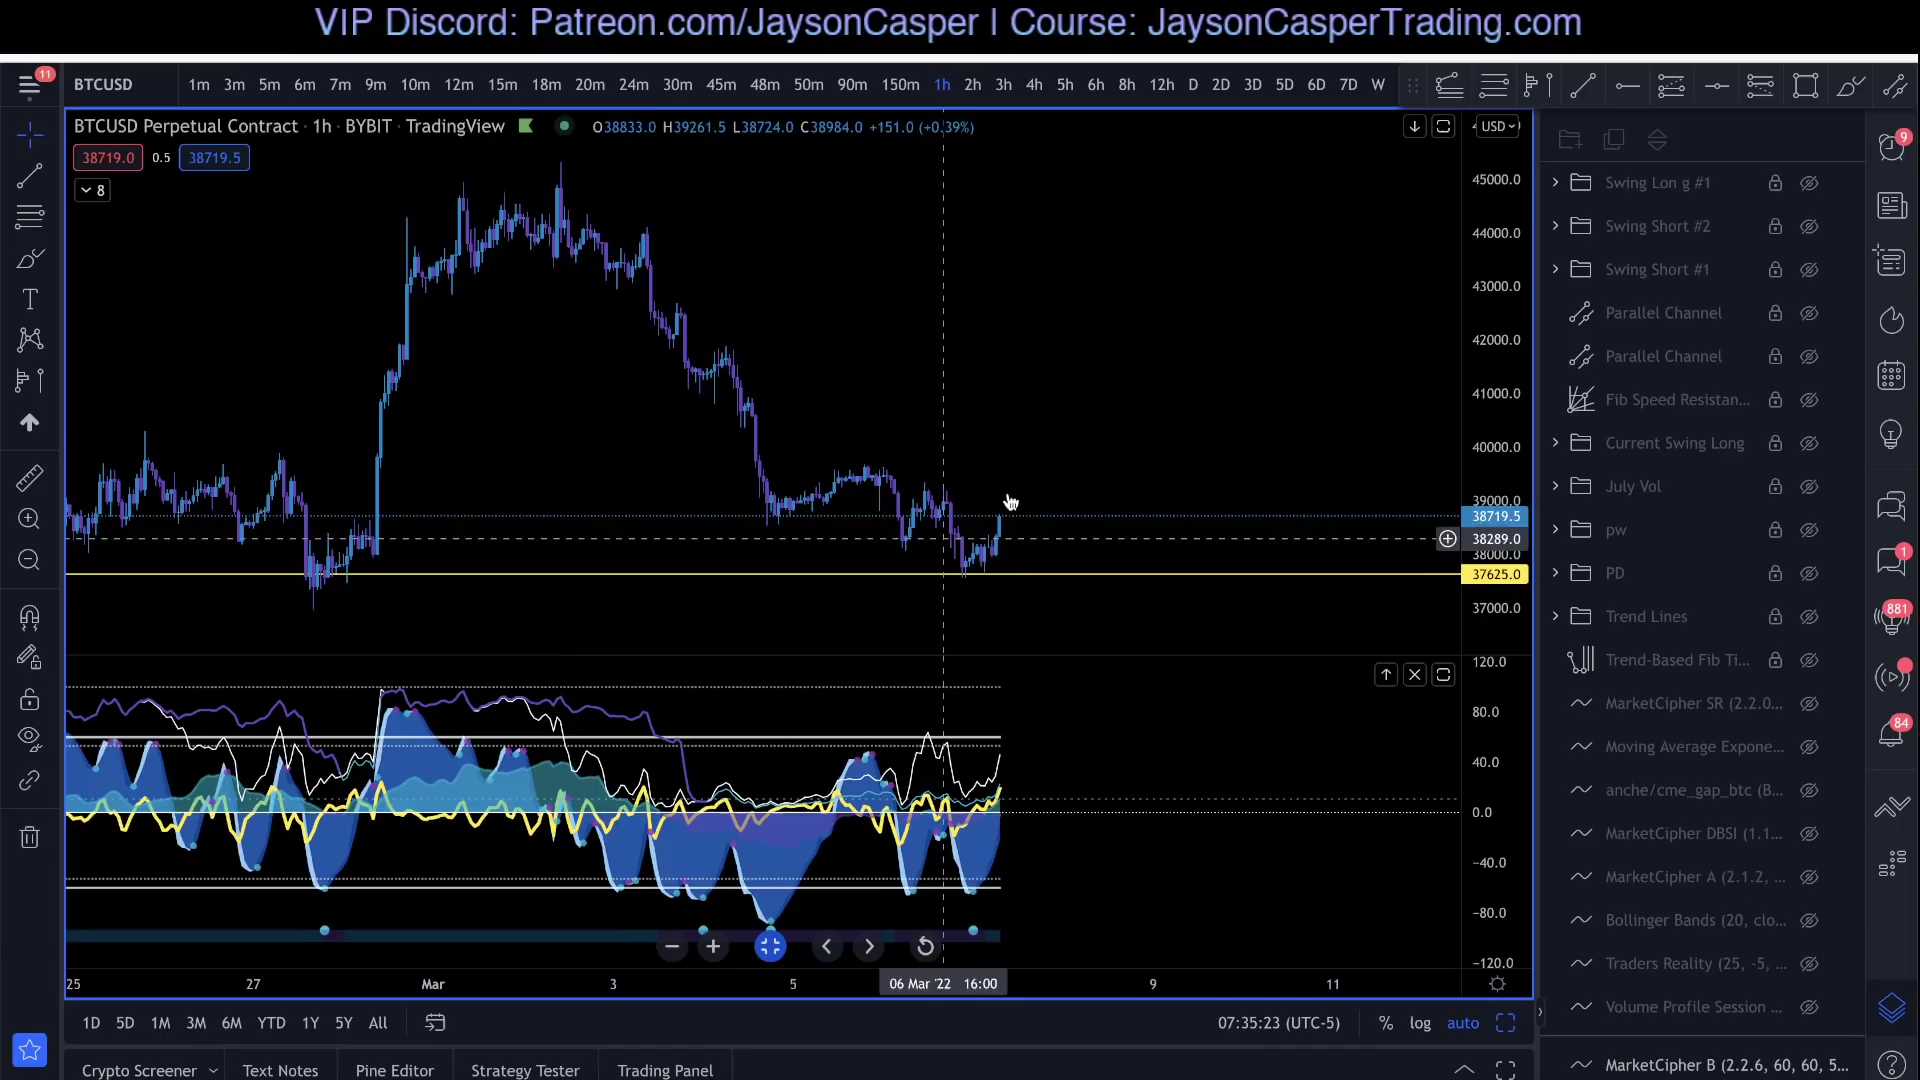 VIP Discord: Patreon.com/JaysonCasper | Course: JaysonCasperTrading.com
11
BTCUSD 1m 3m 5m 6m 7m 9m 10m 12m 15m 18m 20m 24m 30m 45m 48m 50m 90m 150m 1h 2h 3h 4h 5h 6h 8h 12h D 2D 3D 5D 6D 7D W
BTCUSD Perpetual Contract · 1h · BYBIT · TradingView O38833.0 H39261.5 L38724.0 C38984.0 +151.0 (+0.39%)
USD
38719.0 0.5 38719.5
8
45000.0
44000.0
43000.0
42000.0
41000.0
40000.0
39000.0
38719.5
38289.0
38000.0
37625.0
37000.0
120.0
80.0
40.0
0.0
−40.0
−80.0
−120.0
25 27 Mar 3 5 06 Mar '22 16:00 9 11
1D 5D 1M 3M 6M YTD 1Y 5Y All 07:35:23 (UTC-5) % log auto
Crypto Screener Text Notes Pine Editor Strategy Tester Trading Panel
Swing Lon g #1
Swing Short #2
Swing Short #1
Parallel Channel
Parallel Channel
Fib Speed Resistan...
Current Swing Long
July Vol
pw
PD
Trend Lines
Trend-Based Fib Ti...
MarketCipher SR (2.2.0...
Moving Average Expone...
anche/cme_gap_btc (B...
MarketCipher DBSI (1.1...
MarketCipher A (2.1.2, ...
Bollinger Bands (20, clo...
Traders Reality (25, -5, ...
Volume Profile Session ...
MarketCipher B (2.2.6, 60, 60, 5...
9
1
881
84